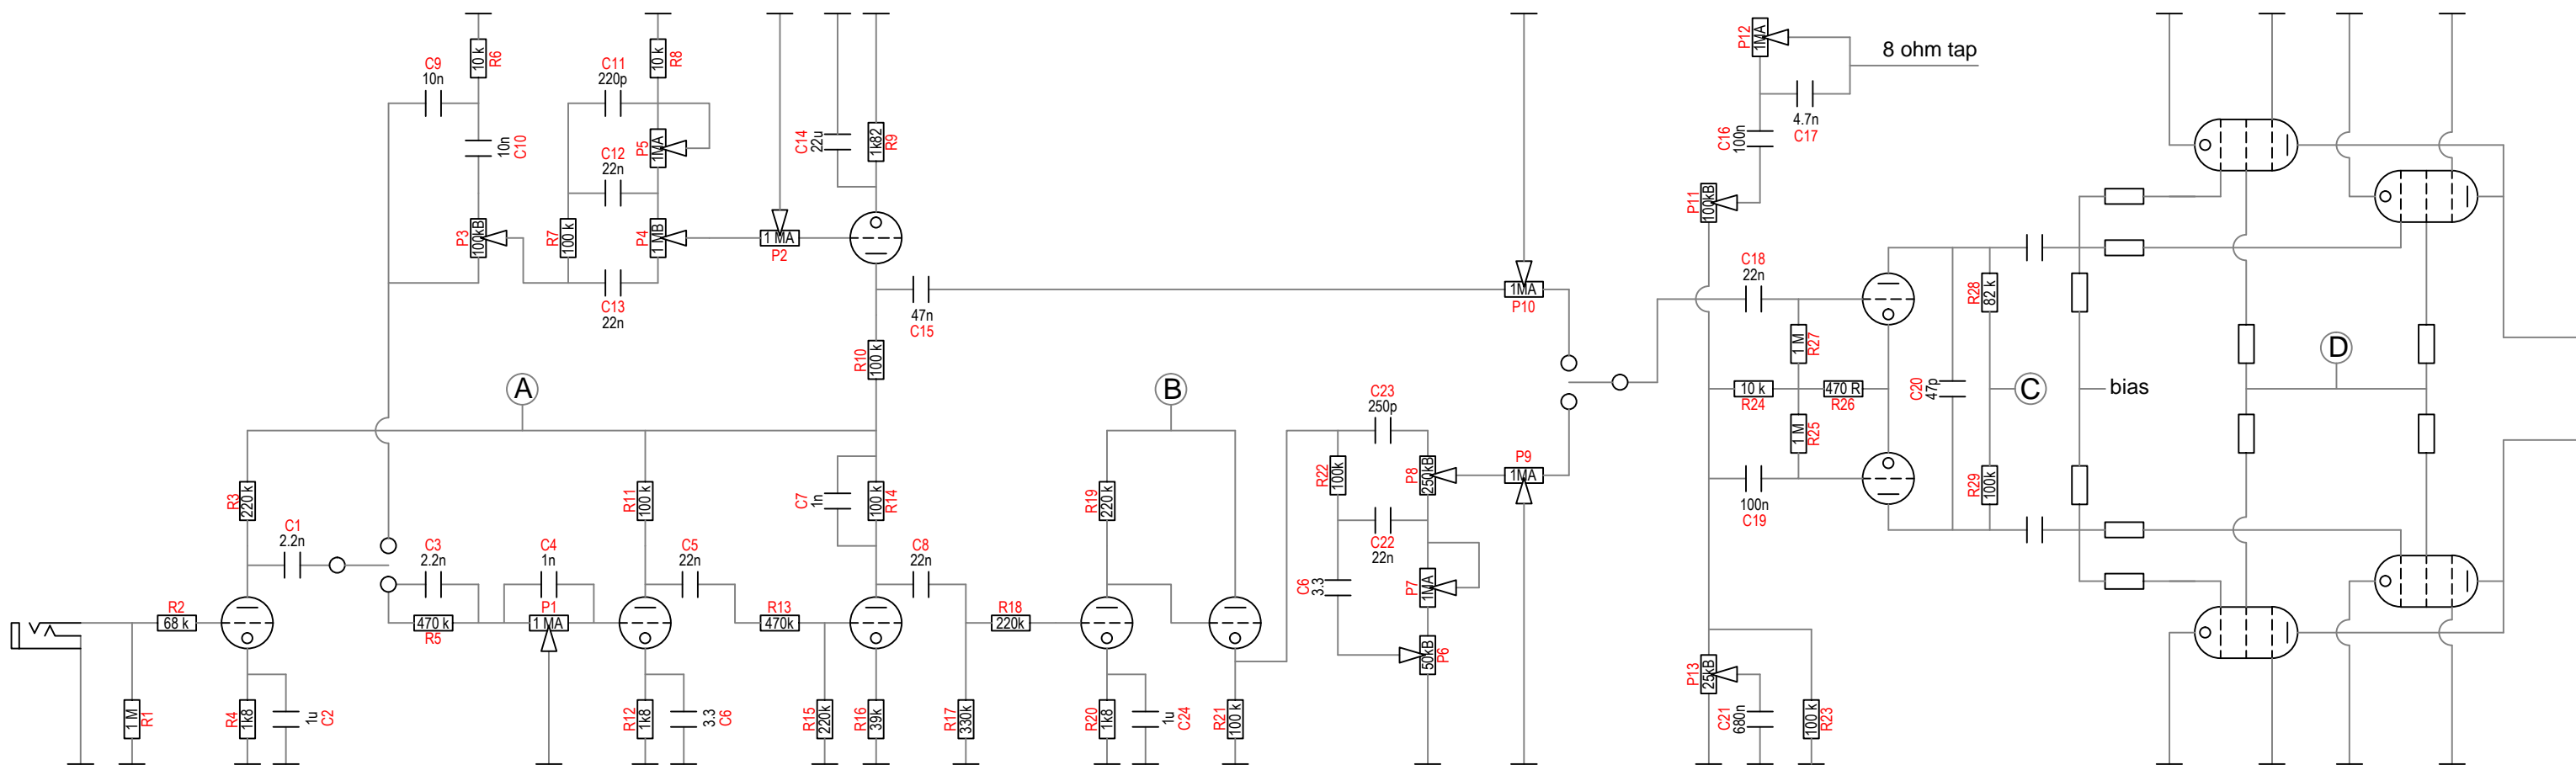 C9
10n
10 k
R6
10n
C10
P3
100kB
C11
220p
10 k
R8
C12
22n
P5
1MA
R7
100 k
P4
1 MB
C13
22n
1 MA
P2
C14
22u
1k82
R9
47n
C15
R10
100 k
1MA
P10
P12
1MA
8 ohm tap
4.7n
C17
C16
100n
P11
100kB
C18
22n
1 M
R27
10 k
R24
470 R
R26
1 M
R25
100n
C19
C20
47p
R28
82 k
R29
100k
C
bias
D
A
B
R3
220 k
C1
2.2n
C3
2.2n
470 k
R5
C4
1n
P1
1 MA
R11
100 k
C5
22n
R13
470k
C7
1n
100 k
R14
C8
22n
R18
220k
R19
220 k
C23
250p
R22
100k
P8
250kB
C22
22n
C6
3.3
P7
1MA
50kB
P6
P9
1MA
R2
68 k
1 M
R1
R4
1k8
1u
C2
R12
1k8
3.3
C6
R15
220k
R16
39k
R17
330k
R20
1k8
1u
C24
R21
100 k
P13
25kB
C21
680n
100 k
R23